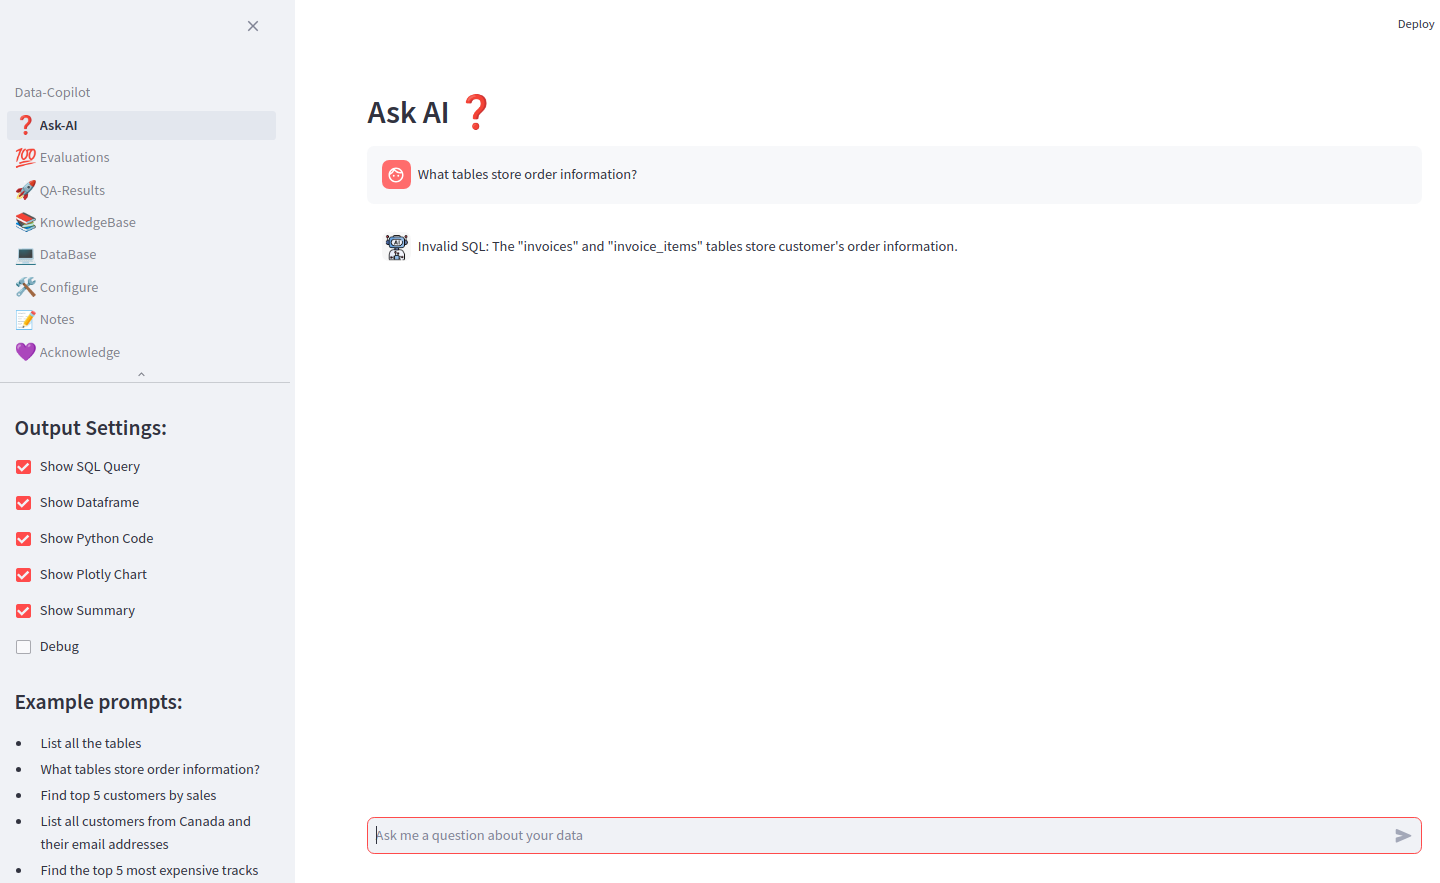 Deploy
Data-Copilot
Ask-AI
Evaluations
QA-Results
KnowledgeBase
DataBase
Configure
Notes
Acknowledge
Output Settings:
Show SQL Query
Show Dataframe
Show Python Code
Show Plotly Chart
Show Summary
Debug
Example prompts:
List all the tables
What tables store order information?
Find top 5 customers by sales
List all customers from Canada and
their email addresses
Find the top 5 most expensive tracks
Ask AI ❓
What tables store order information?
Invalid SQL: The "invoices" and "invoice_items" tables store customer's order information.
Ask me a question about your data